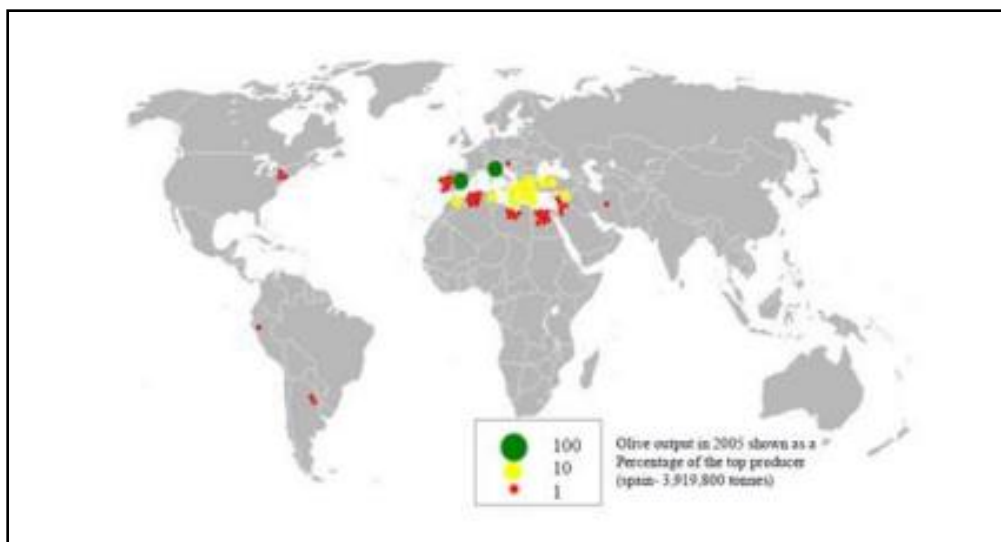 100
10
1
Olive output in 2005 shown as a
Percentage of the top producer
(spain- 3,919,800 tonnes)